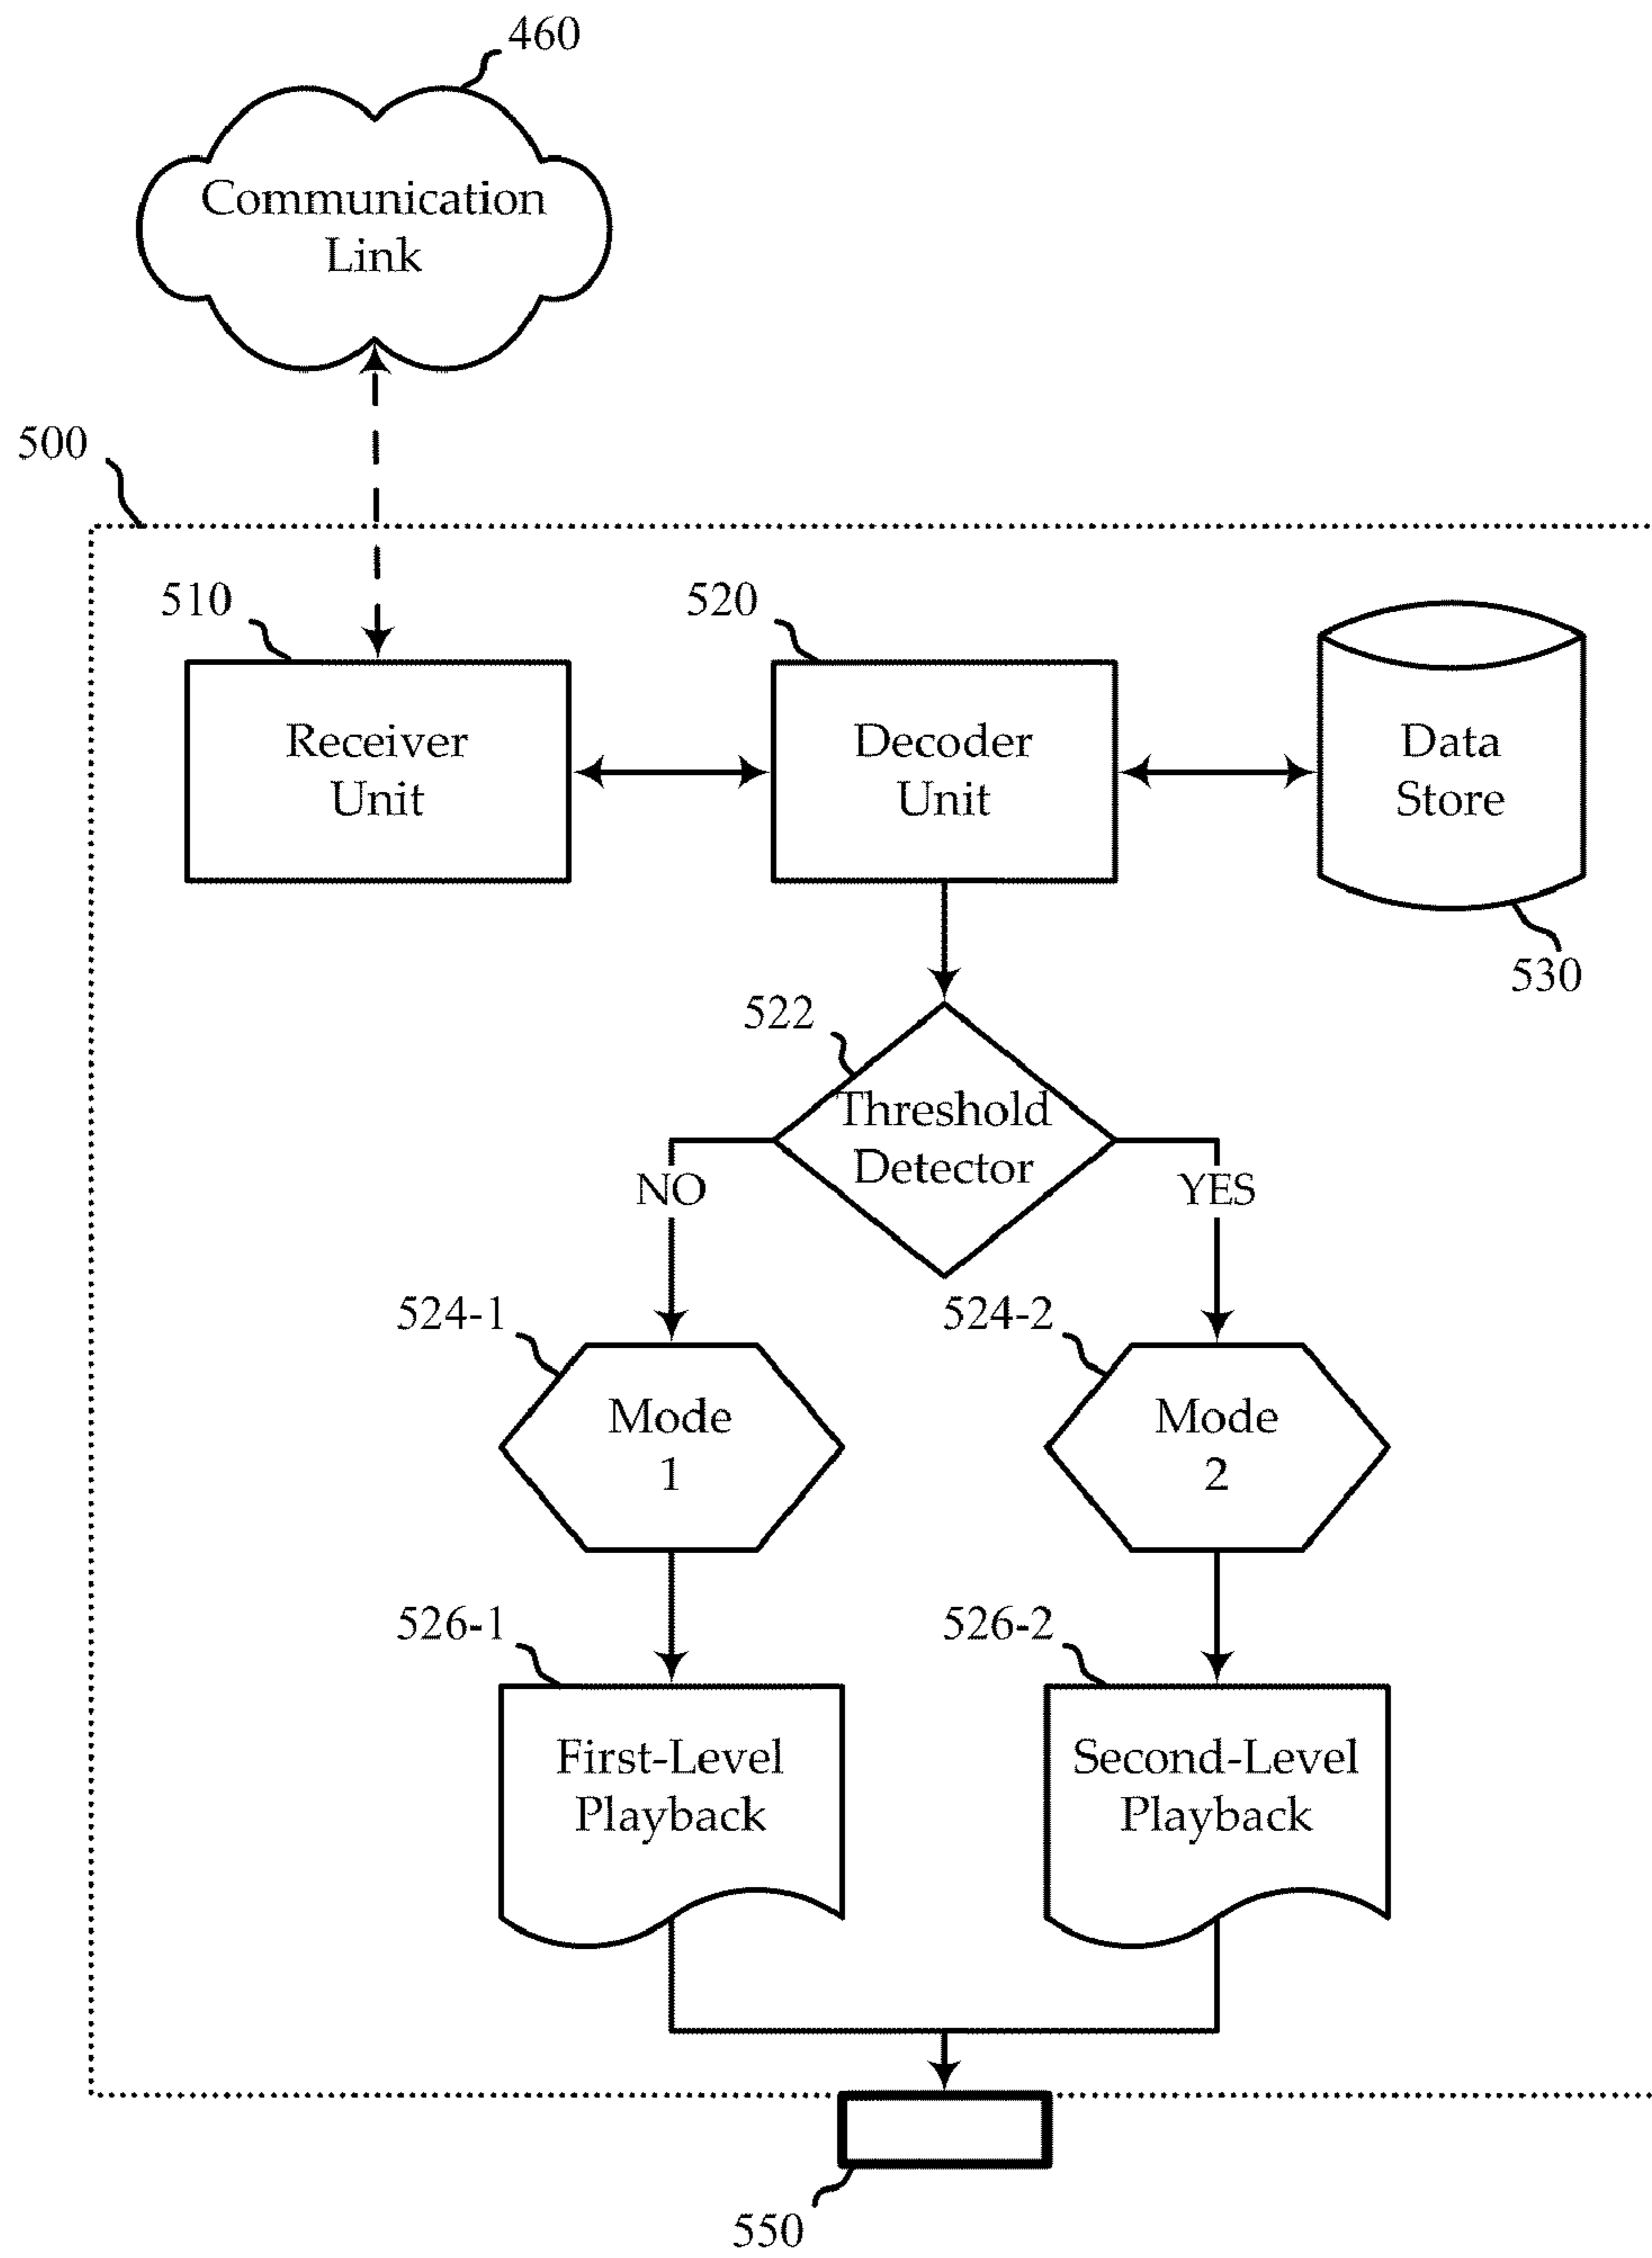 460
Communication
Link
500
510
520
Receiver
Unit
Decoder
Unit
Data
Store
530
522
Threshold
Detector
NO
YES
524-1
524-2
Mode
1
Mode
2
526-1
526-2
First-Level
Playback
Second-Level
Playback
550